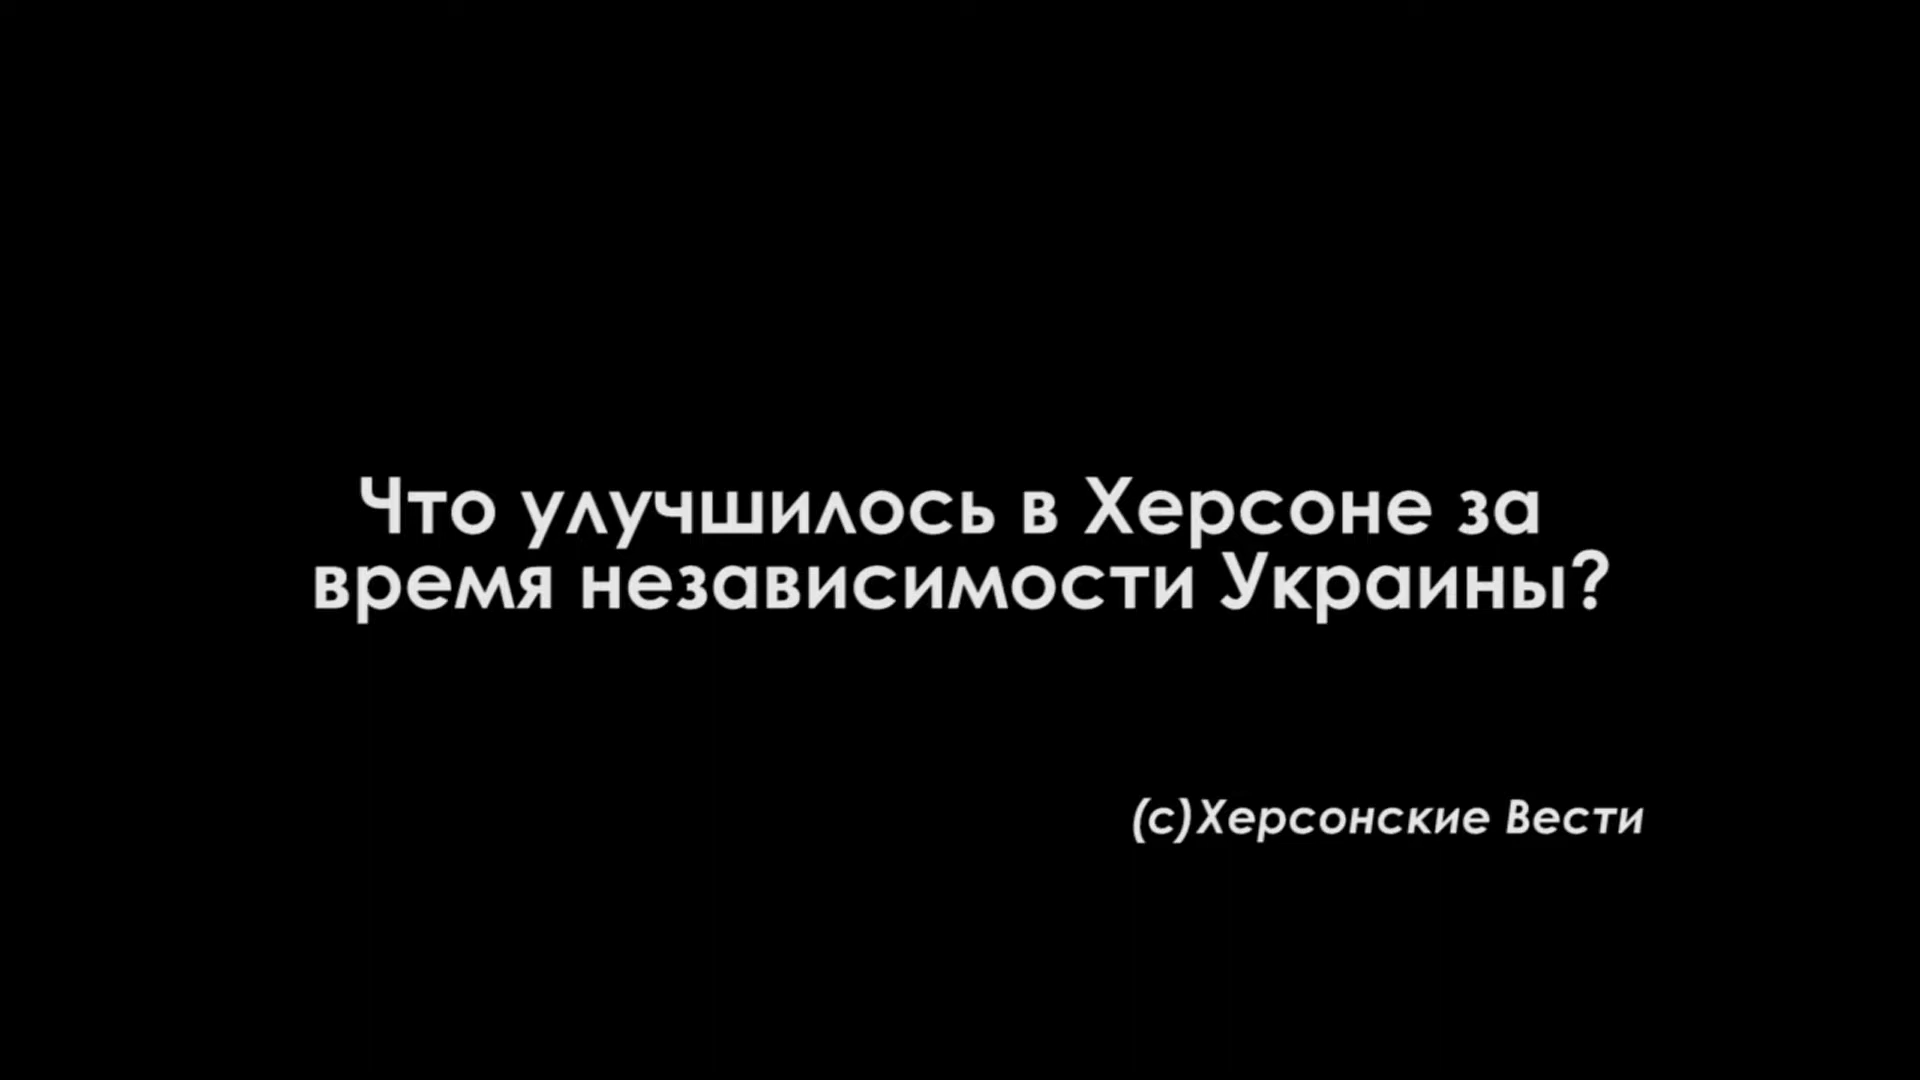 Что улучшилось в Херсоне за
время независимости Украины?
(с)Херсонские Вести